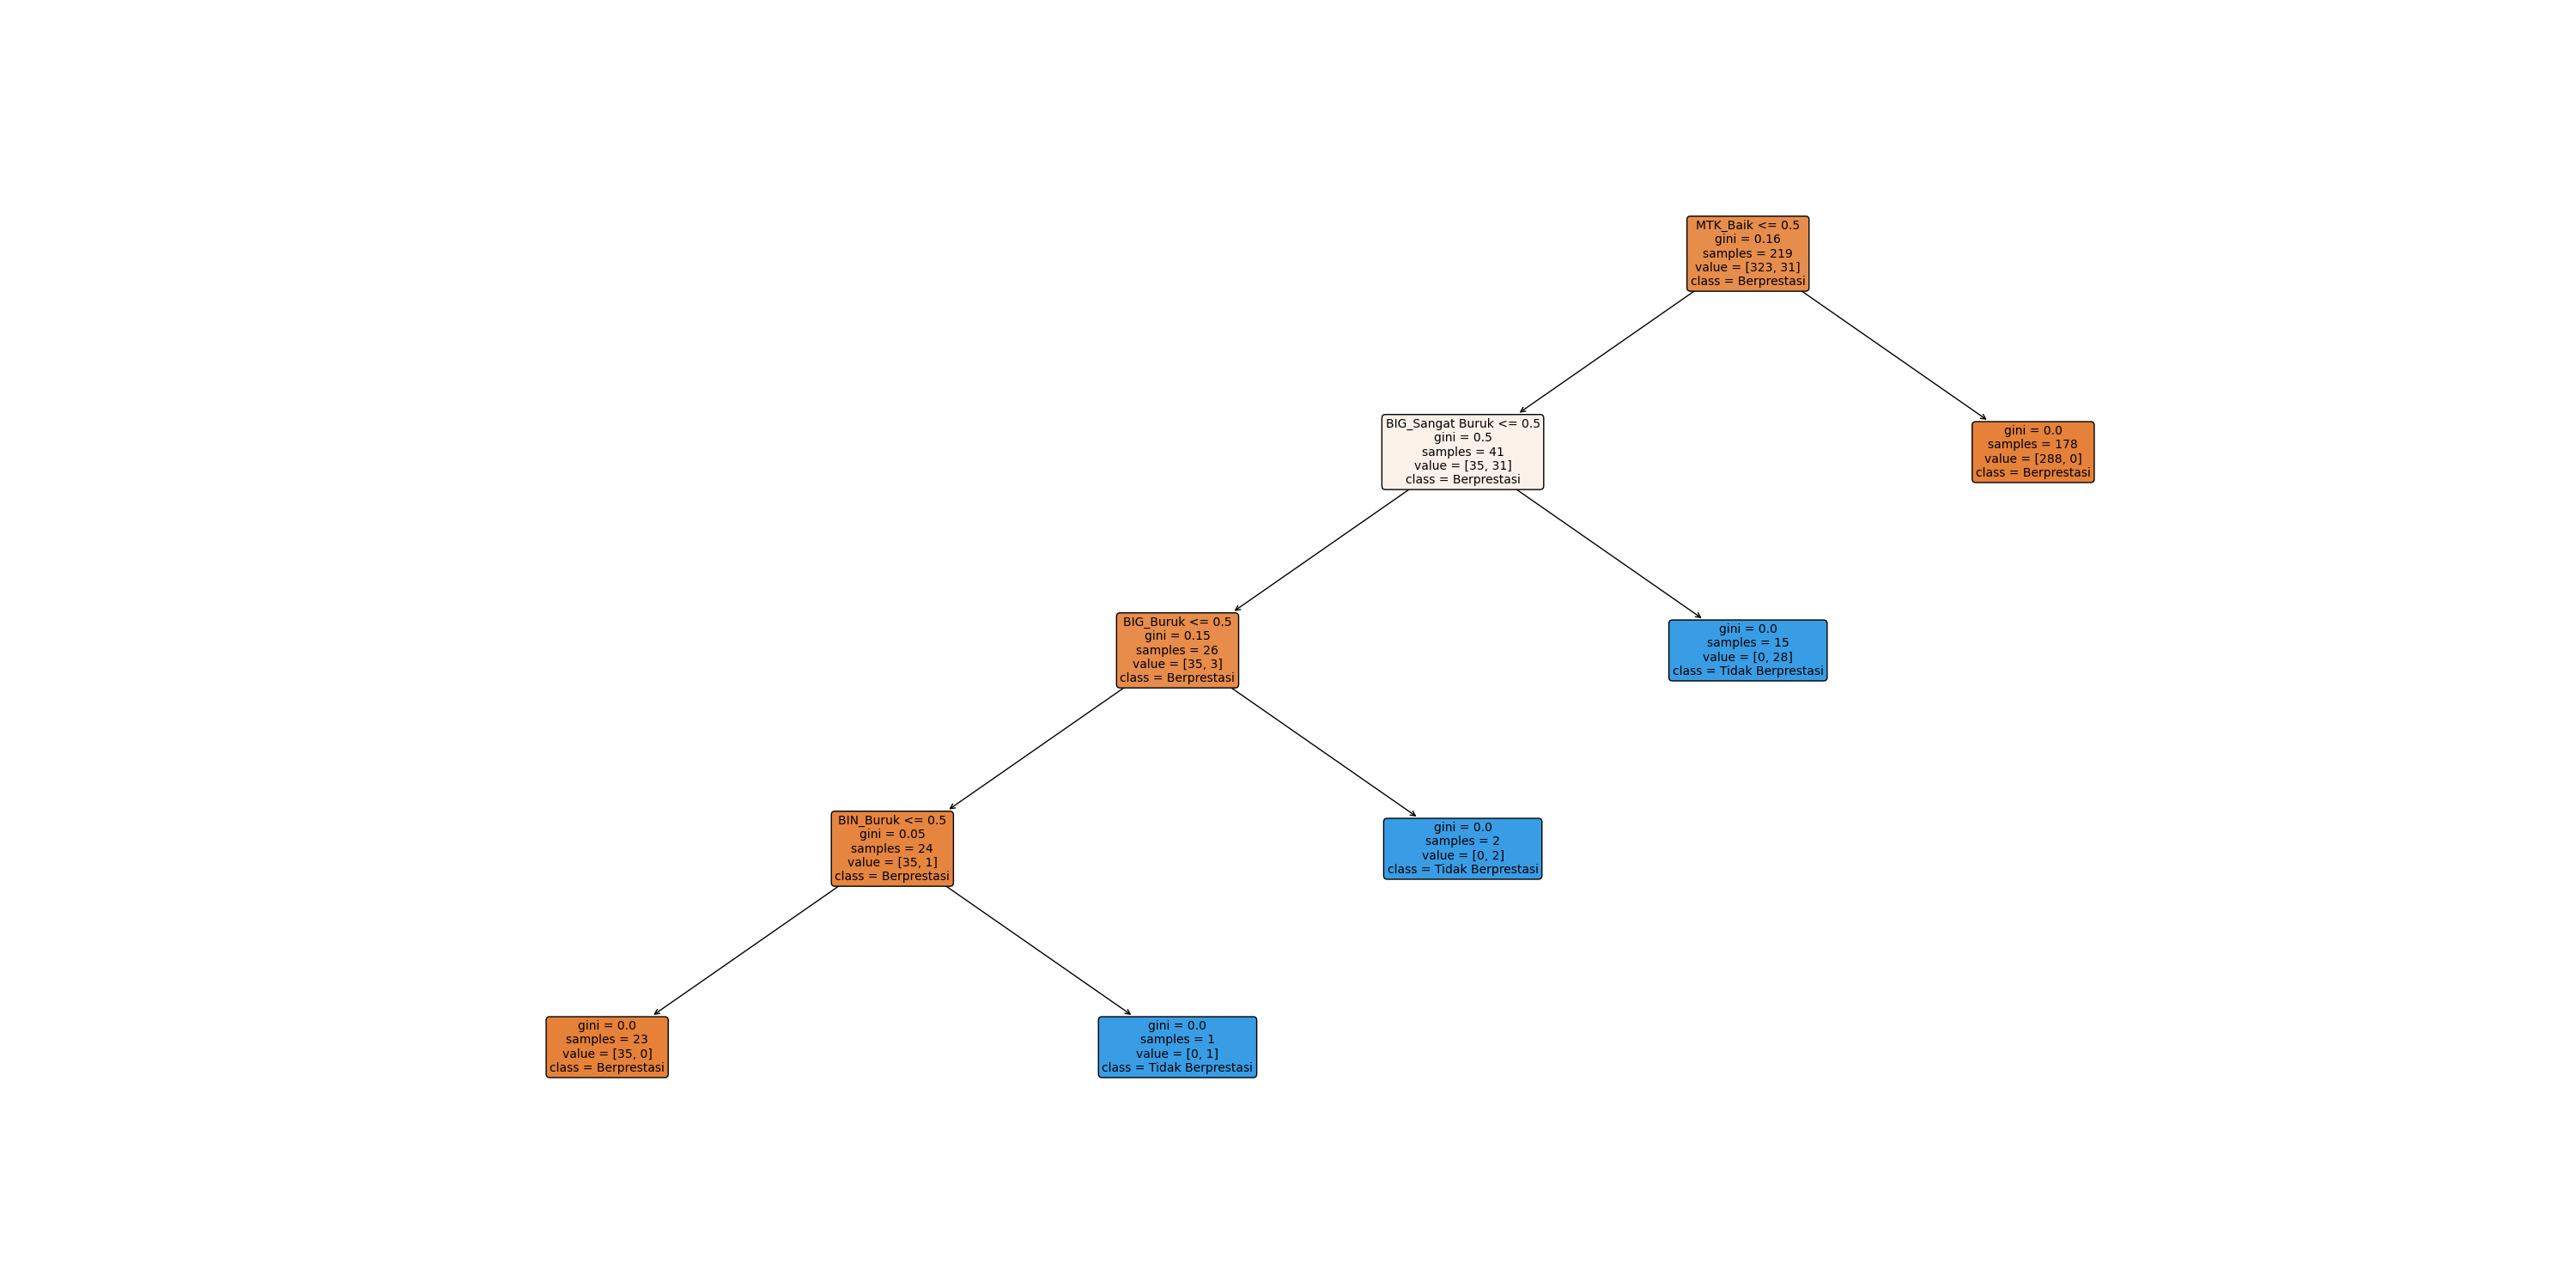 MTK_Baik <= 0.5
gini = 0.16
samples = 219
value = [323, 31]
class = Berprestasi
BIG_Sangat Buruk <= 0.5
gini = 0.5
samples = 41
value = [35, 31]
class = Berprestasi
gini = 0.0
samples = 178
value = [288, 0]
class = Berprestasi
BIG_Buruk <= 0.5
gini = 0.15
samples = 26
value = [35, 3]
class = Berprestasi
gini = 0.0
samples = 15
value = [0, 28]
class = Tidak Berprestasi
BIN_Buruk <= 0.5
gini = 0.05
samples = 24
value = [35, 1]
class = Berprestasi
gini = 0.0
samples = 2
value = [0, 2]
class = Tidak Berprestasi
gini = 0.0
samples = 23
value = [35, 0]
class = Berprestasi
gini = 0.0
samples = 1
value = [0, 1]
class = Tidak Berprestasi